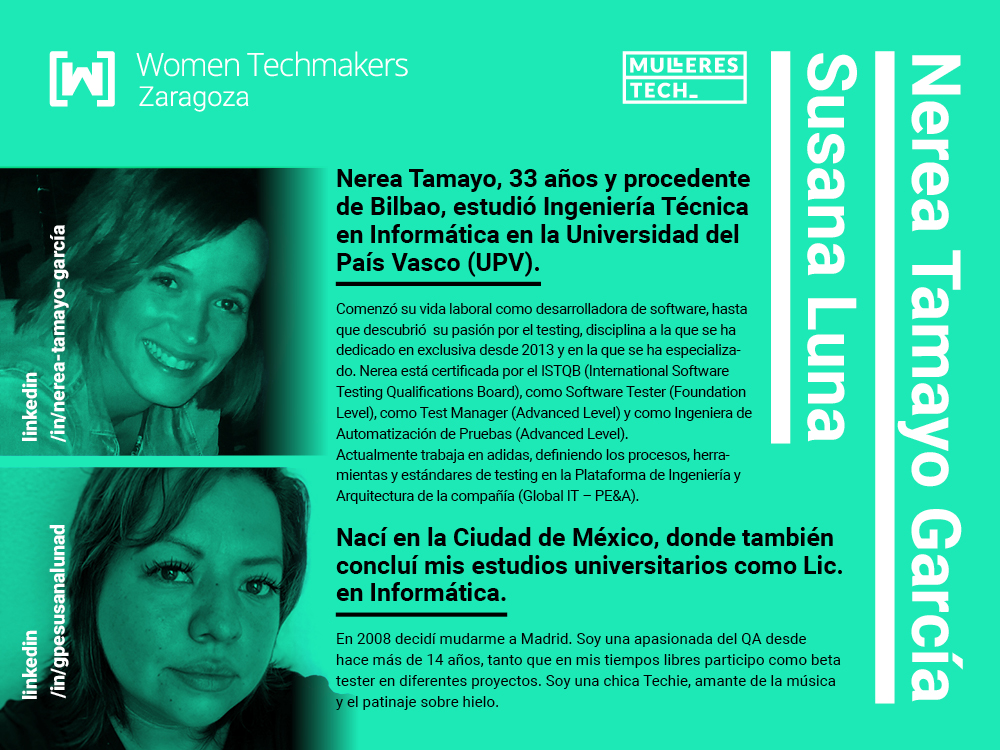 Women Techmakers
Zaragoza
MULLERES
TECH_
Nerea Tamayo García
Susana Luna
linkedin
/in/nerea-tamayo-garcía
Nerea Tamayo, 33 años y procedente
de Bilbao, estudió Ingeniería Técnica
en Informática en la Universidad del
País Vasco (UPV).
Comenzó su vida laboral como desarrolladora de software, hasta
que descubrió  su pasión por el testing, disciplina a la que se ha
dedicado en exclusiva desde 2013 y en la que se ha especializa-
do. Nerea está certificada por el ISTQB (International Software
Testing Qualifications Board), como Software Tester (Foundation
Level), como Test Manager (Advanced Level) y como Ingeniera de
Automatización de Pruebas (Advanced Level).
Actualmente trabaja en adidas, definiendo los procesos, herra-
mientas y estándares de testing en la Plataforma de Ingeniería y
Arquitectura de la compañía (Global IT – PE&A).
linkedin
/in/gpesusanalunad
Nací en la Ciudad de México, donde también
concluí mis estudios universitarios como Lic.
en Informática.
En 2008 decidí mudarme a Madrid. Soy una apasionada del QA desde
hace más de 14 años, tanto que en mis tiempos libres participo como beta
tester en diferentes proyectos. Soy una chica Techie, amante de la música
y el patinaje sobre hielo.